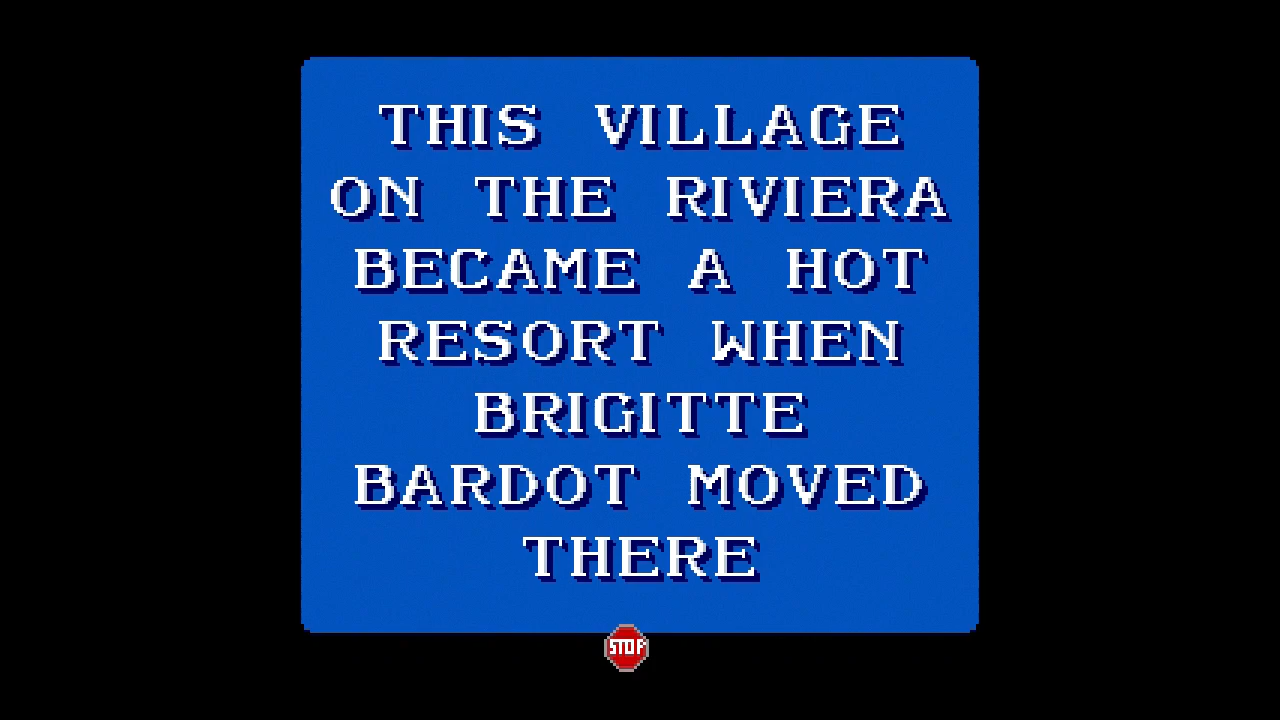 THIS VILLAGE
ON THE RIVIERA
BECAME A HOT
RESORT WHEN
BRIGITTE
BARDOT MOVED
THERE
STOP